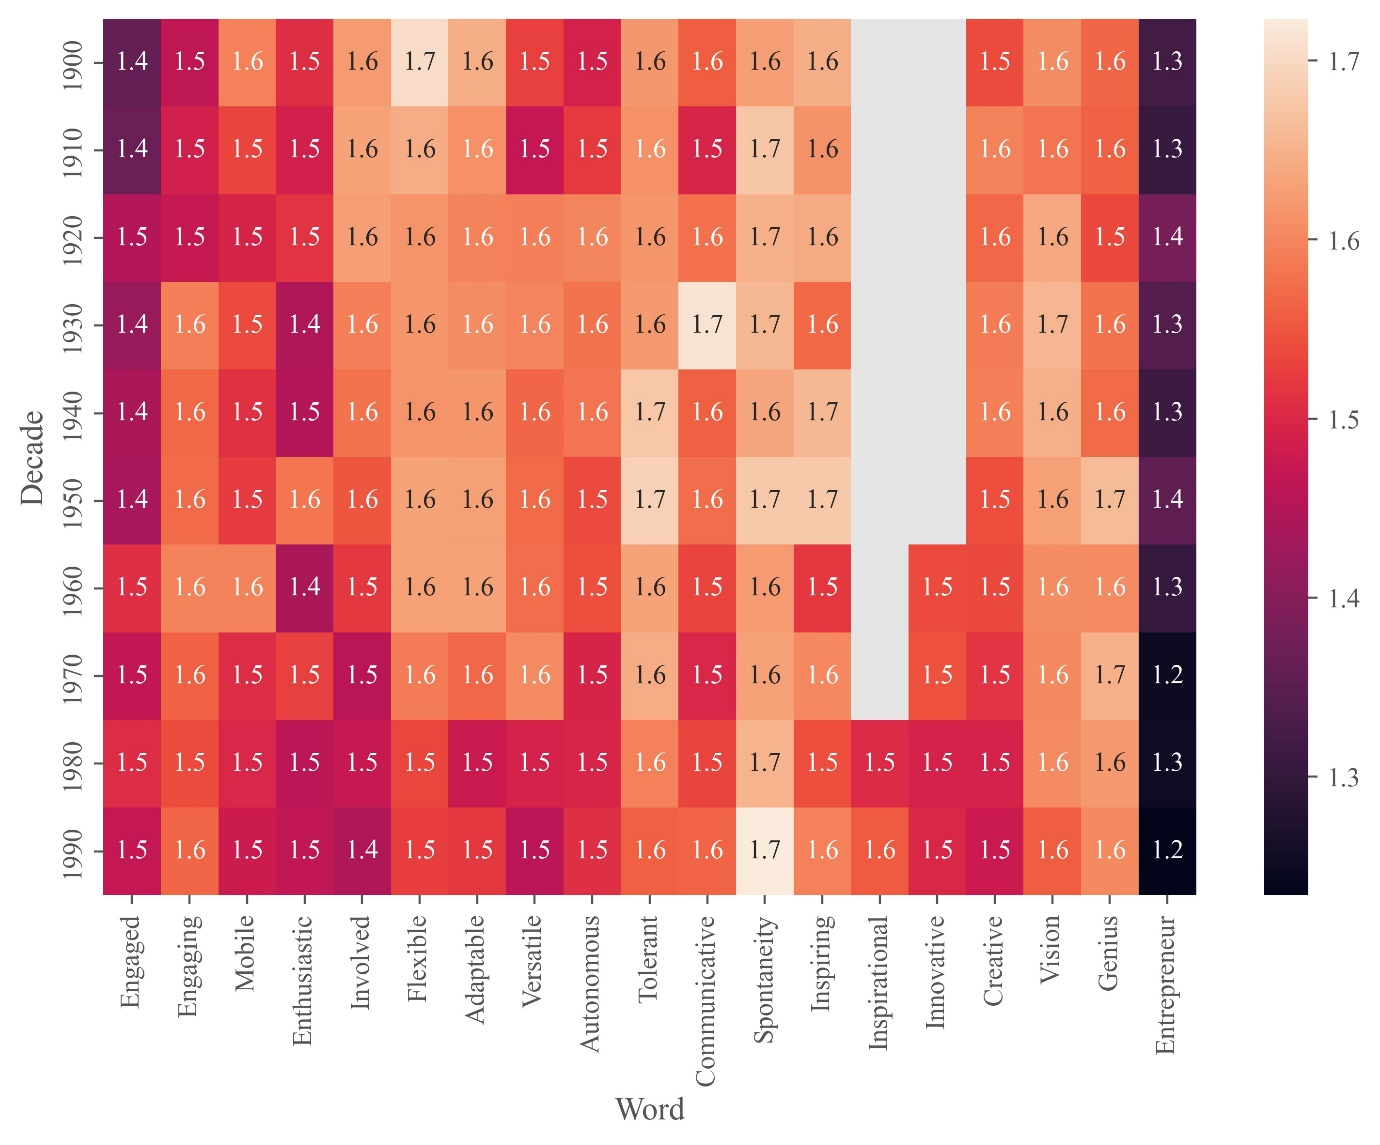 1900 1.4 1.5 1.6 1.5 1.6 1.7 1.6 1.5 1.5 1.6 1.6 1.6 1.6 1.5 1.6 1.6 1.3
1910 1.4 1.5 1.5 1.5 1.6 1.6 1.6 1.5 1.5 1.6 1.5 1.7 1.6 1.6 1.6 1.6 1.3
1920 1.5 1.5 1.5 1.5 1.6 1.6 1.6 1.6 1.6 1.6 1.6 1.7 1.6 1.6 1.6 1.5 1.4
1930 1.4 1.6 1.5 1.4 1.6 1.6 1.6 1.6 1.6 1.6 1.7 1.7 1.6 1.6 1.7 1.6 1.3
1940 1.4 1.6 1.5 1.5 1.6 1.6 1.6 1.6 1.6 1.7 1.6 1.6 1.7 1.6 1.6 1.6 1.3
1950 1.4 1.6 1.5 1.6 1.6 1.6 1.6 1.6 1.5 1.7 1.6 1.7 1.7 1.5 1.6 1.7 1.4
1960 1.5 1.6 1.6 1.4 1.5 1.6 1.6 1.6 1.5 1.6 1.5 1.6 1.5 1.5 1.5 1.6 1.6 1.3
1970 1.5 1.6 1.5 1.5 1.5 1.6 1.6 1.6 1.5 1.6 1.5 1.6 1.6 1.5 1.5 1.6 1.7 1.2
1980 1.5 1.5 1.5 1.5 1.5 1.5 1.5 1.5 1.5 1.6 1.5 1.7 1.5 1.5 1.5 1.5 1.6 1.6 1.3
1990 1.5 1.6 1.5 1.5 1.4 1.5 1.5 1.5 1.5 1.6 1.6 1.7 1.6 1.6 1.5 1.5 1.6 1.6 1.2
Decade
Engaged
Engaging
Mobile
Enthusiastic
Involved
Flexible
Adaptable
Versatile
Autonomous
Tolerant
Communicative
Spontaneity
Inspiring
Inspirational
Innovative
Creative
Vision
Genius
Entrepreneur
Word
1.7
1.6
1.5
1.4
1.3